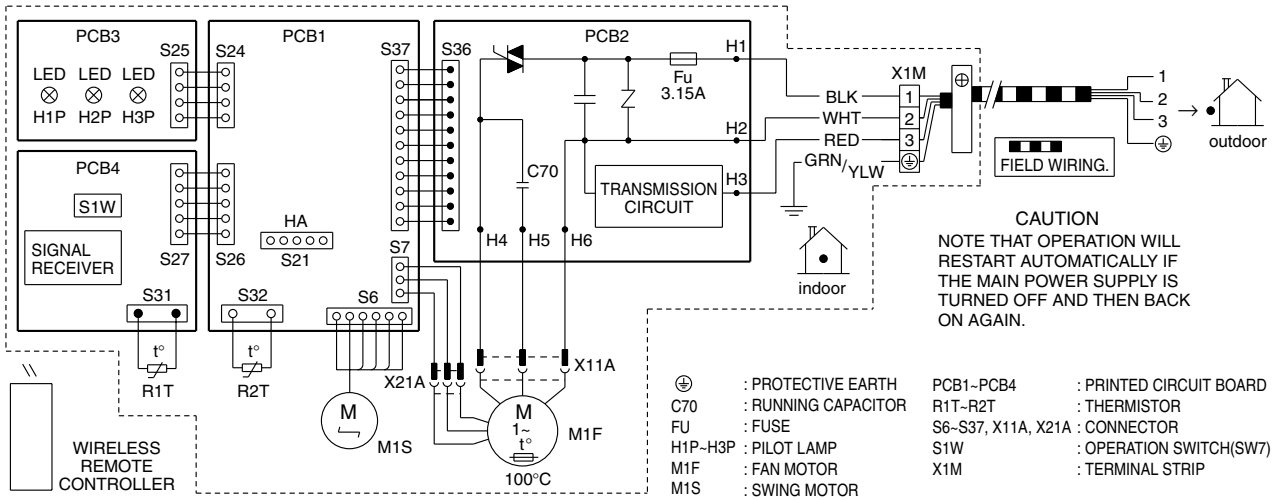 PCB3
S25
S24
PCB1
S37
S36
PCB2
H1
LED LED LED
H1P H2P H3P
Fu
3.15A
X1M
BLK
1
WHT
2
RED
3
GRN/YLW
H2
H3
1
2
3
outdoor
FIELD WIRING.
PCB4
S1W
SIGNAL
RECEIVER
S27
S26
HA
S21
C70
TRANSMISSION
CIRCUIT
S7
H4
H5
H6
indoor
CAUTION
NOTE THAT OPERATION WILL
RESTART AUTOMATICALLY IF
THE MAIN POWER SUPPLY IS
TURNED OFF AND THEN BACK
ON AGAIN.
S31
S32
S6
t°
R1T
t°
R2T
X21A
X11A
M
M1S
M
1~
t°
M1F
100°C
WIRELESS
REMOTE
CONTROLLER
: PROTECTIVE EARTH
C70 : RUNNING CAPACITOR
FU : FUSE
H1P~H3P : PILOT LAMP
M1F : FAN MOTOR
M1S : SWING MOTOR
PCB1~PCB4 : PRINTED CIRCUIT BOARD
R1T~R2T : THERMISTOR
S6~S37, X11A, X21A : CONNECTOR
S1W : OPERATION SWITCH(SW7)
X1M : TERMINAL STRIP